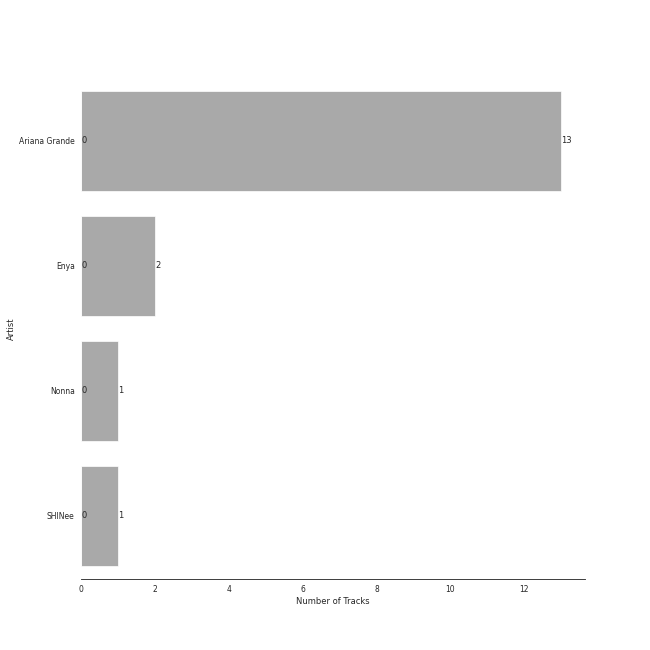 Ariana Grande 0 13
Enya 0 2
Artist
Nonna 0 1
SHINee 0 1
0 2 4 6 8 10 12
Number of Tracks